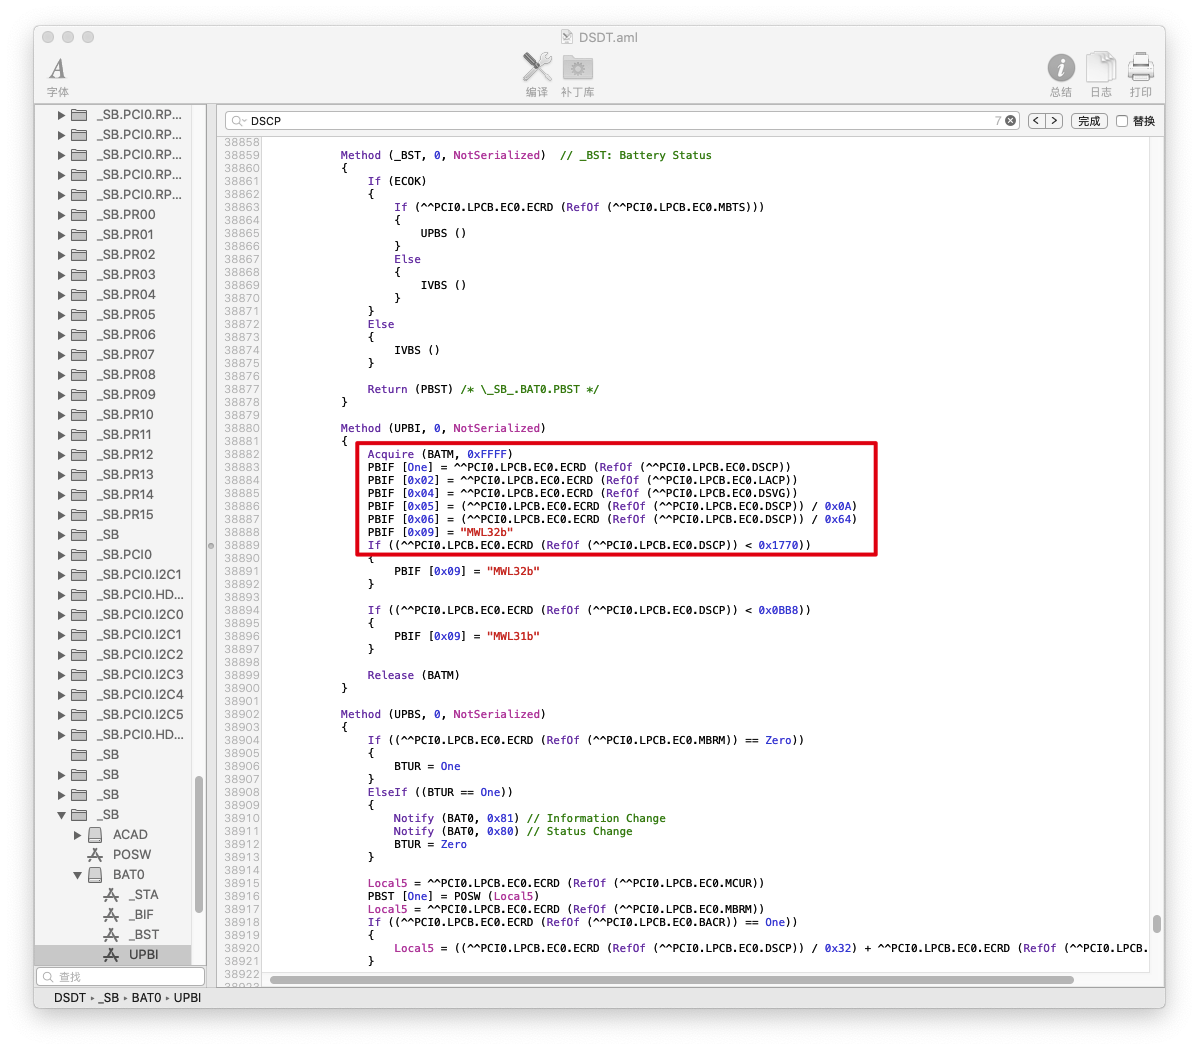 DSDT.aml
字体
编译
补丁库
总结
日志
打印
DSCP
7
完成
替换
_SB.PCI0.RP...
_SB.PCI0.RP...
_SB.PCI0.RP...
_SB.PCI0.RP...
_SB.PCI0.RP...
_SB.PR00
_SB.PR01
_SB.PR02
_SB.PR03
_SB.PR04
_SB.PR05
_SB.PR06
_SB.PR07
_SB.PR08
_SB.PR09
_SB.PR10
_SB.PR11
_SB.PR12
_SB.PR13
_SB.PR14
_SB.PR15
_SB
_SB.PCI0
_SB.PCI0.I2C1
_SB.PCI0.HD...
_SB.PCI0.I2C0
_SB.PCI0.I2C1
_SB.PCI0.I2C2
_SB.PCI0.I2C3
_SB.PCI0.I2C4
_SB.PCI0.I2C5
_SB.PCI0.HD...
_SB
_SB
_SB
_SB
ACAD
POSW
BAT0
_STA
_BIF
_BST
UPBI
查找
38858
38859 Method (_BST, 0, NotSerialized)  // _BST: Battery Status
38860 {
38861 If (ECOK)
38862 {
38863 If (^^PCI0.LPCB.EC0.ECRD (RefOf (^^PCI0.LPCB.EC0.MBTS)))
38864 {
38865 UPBS ()
38866 }
38867 Else
38868 {
38869 IVBS ()
38870 }
38871 }
38872 Else
38873 {
38874 IVBS ()
38875 }
38876
38877 Return (PBST) /* \_SB_.BAT0.PBST */
38878 }
38879
38880 Method (UPBI, 0, NotSerialized)
38881 {
38882 Acquire (BATM, 0xFFFF)
38883 PBIF [One] = ^^PCI0.LPCB.EC0.ECRD (RefOf (^^PCI0.LPCB.EC0.DSCP))
38884 PBIF [0x02] = ^^PCI0.LPCB.EC0.ECRD (RefOf (^^PCI0.LPCB.EC0.LACP))
38885 PBIF [0x04] = ^^PCI0.LPCB.EC0.ECRD (RefOf (^^PCI0.LPCB.EC0.DSVG))
38886 PBIF [0x05] = (^^PCI0.LPCB.EC0.ECRD (RefOf (^^PCI0.LPCB.EC0.DSCP)) / 0x0A)
38887 PBIF [0x06] = (^^PCI0.LPCB.EC0.ECRD (RefOf (^^PCI0.LPCB.EC0.DSCP)) / 0x64)
38888 PBIF [0x09] = "MWL32b"
38889 If ((^^PCI0.LPCB.EC0.ECRD (RefOf (^^PCI0.LPCB.EC0.DSCP)) < 0x1770))
38890 {
38891 PBIF [0x09] = "MWL32b"
38892 }
38893
38894 If ((^^PCI0.LPCB.EC0.ECRD (RefOf (^^PCI0.LPCB.EC0.DSCP)) < 0x0BB8))
38895 {
38896 PBIF [0x09] = "MWL31b"
38897 }
38898
38899 Release (BATM)
38900 }
38901
38902 Method (UPBS, 0, NotSerialized)
38903 {
38904 If ((^^PCI0.LPCB.EC0.ECRD (RefOf (^^PCI0.LPCB.EC0.MBRM)) == Zero))
38905 {
38906 BTUR = One
38907 }
38908 ElseIf ((BTUR == One))
38909 {
38910 Notify (BAT0, 0x81) // Information Change
38911 Notify (BAT0, 0x80) // Status Change
38912 BTUR = Zero
38913 }
38914
38915 Local5 = ^^PCI0.LPCB.EC0.ECRD (RefOf (^^PCI0.LPCB.EC0.MCUR))
38916 PBST [One] = POSW (Local5)
38917 Local5 = ^^PCI0.LPCB.EC0.ECRD (RefOf (^^PCI0.LPCB.EC0.MBRM))
38918 If ((^^PCI0.LPCB.EC0.ECRD (RefOf (^^PCI0.LPCB.EC0.BACR)) == One))
38919 {
38920 Local5 = ((^^PCI0.LPCB.EC0.ECRD (RefOf (^^PCI0.LPCB.EC0.DSCP)) / 0x32) + ^^PCI0.LPCB.EC0.ECRD (RefOf (^^PCI0.LPCB.
38921 }
38922
38923
DSDT › _SB › BAT0 › UPBI